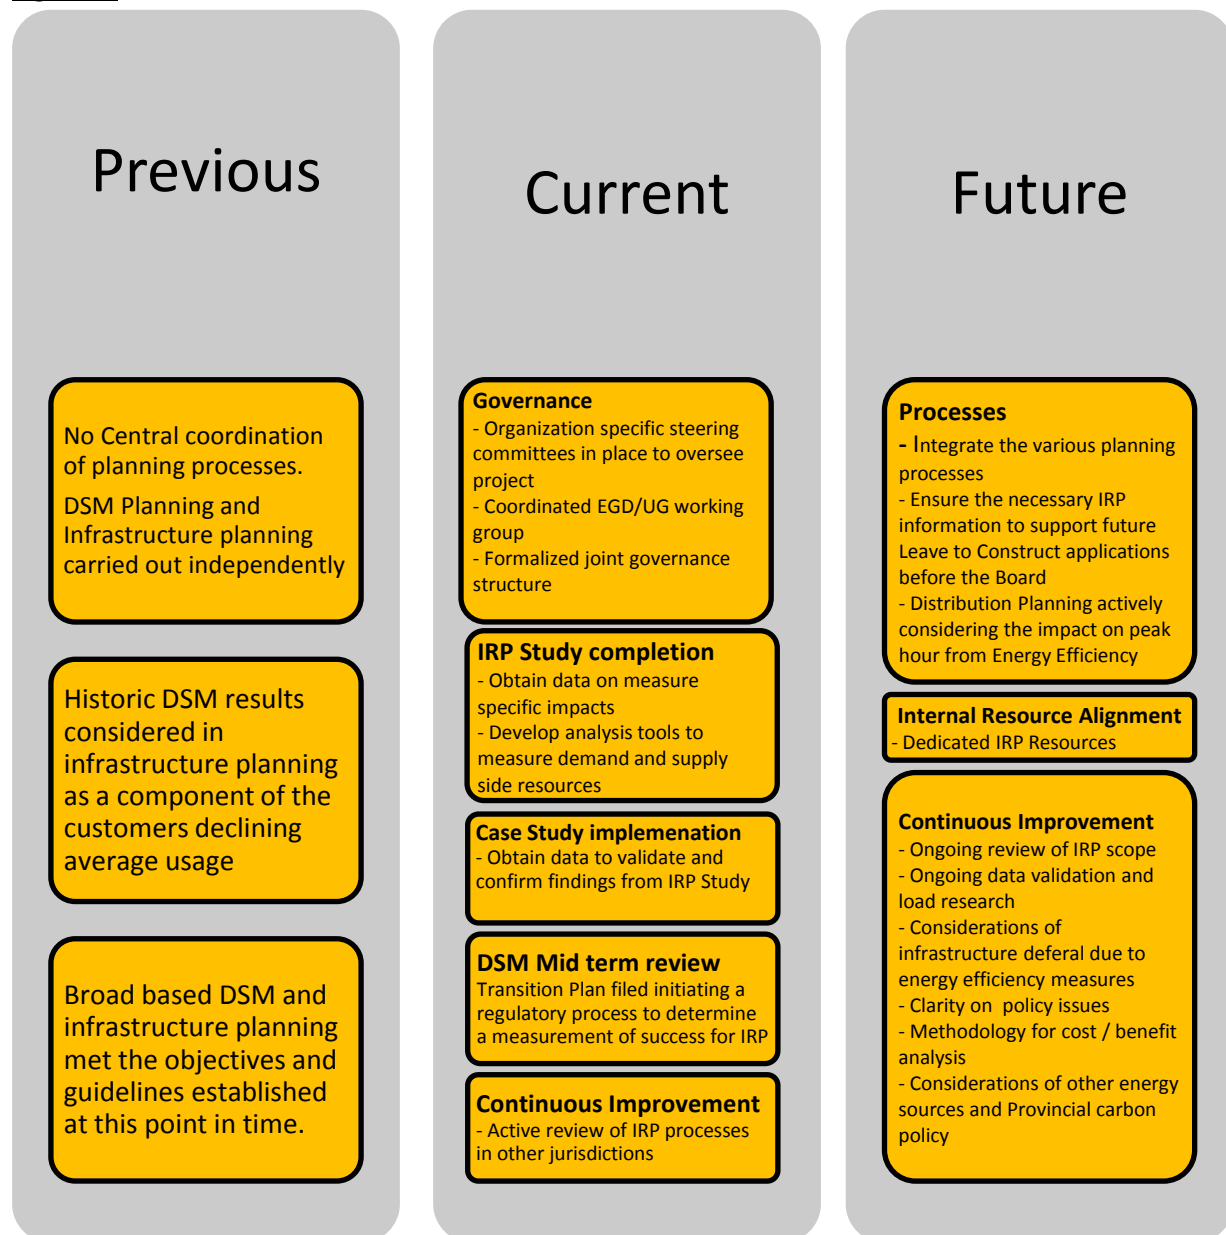 Previous
No Central coordination
of planning processes.
DSM Planning and
Infrastructure planning
carried out independently
Historic DSM results
considered in
infrastructure planning
as a component of the
customers declining
average usage
Broad based DSM and
infrastructure planning
met the objectives and
guidelines established
at this point in time.
Current
Governance
- Organization specific steering
committees in place to oversee
project
- Coordinated EGD/UG working
group
- Formalized joint governance
structure
IRP Study completion
- Obtain data on measure
specific impacts
- Develop analysis tools to
measure demand and supply
side resources
Case Study implemenation
- Obtain data to validate and
confirm findings from IRP Study
DSM Mid term review
Transition Plan filed initiating a
regulatory process to determine
a measurement of success for IRP
Continuous Improvement
- Active review of IRP processes
in other jurisdictions
Future
Processes
- Integrate the various planning
processes
- Ensure the necessary IRP
information to support future
Leave to Construct applications
before the Board
- Distribution Planning actively
considering the impact on peak
hour from Energy Efficiency
Internal Resource Alignment
- Dedicated IRP Resources
Continuous Improvement
- Ongoing review of IRP scope
- Ongoing data validation and
load research
- Considerations of
infrastructure deferal due to
energy efficiency measures
- Clarity on  policy issues
- Methodology for cost / benefit
analysis
- Considerations of other energy
sources and Provincial carbon
policy